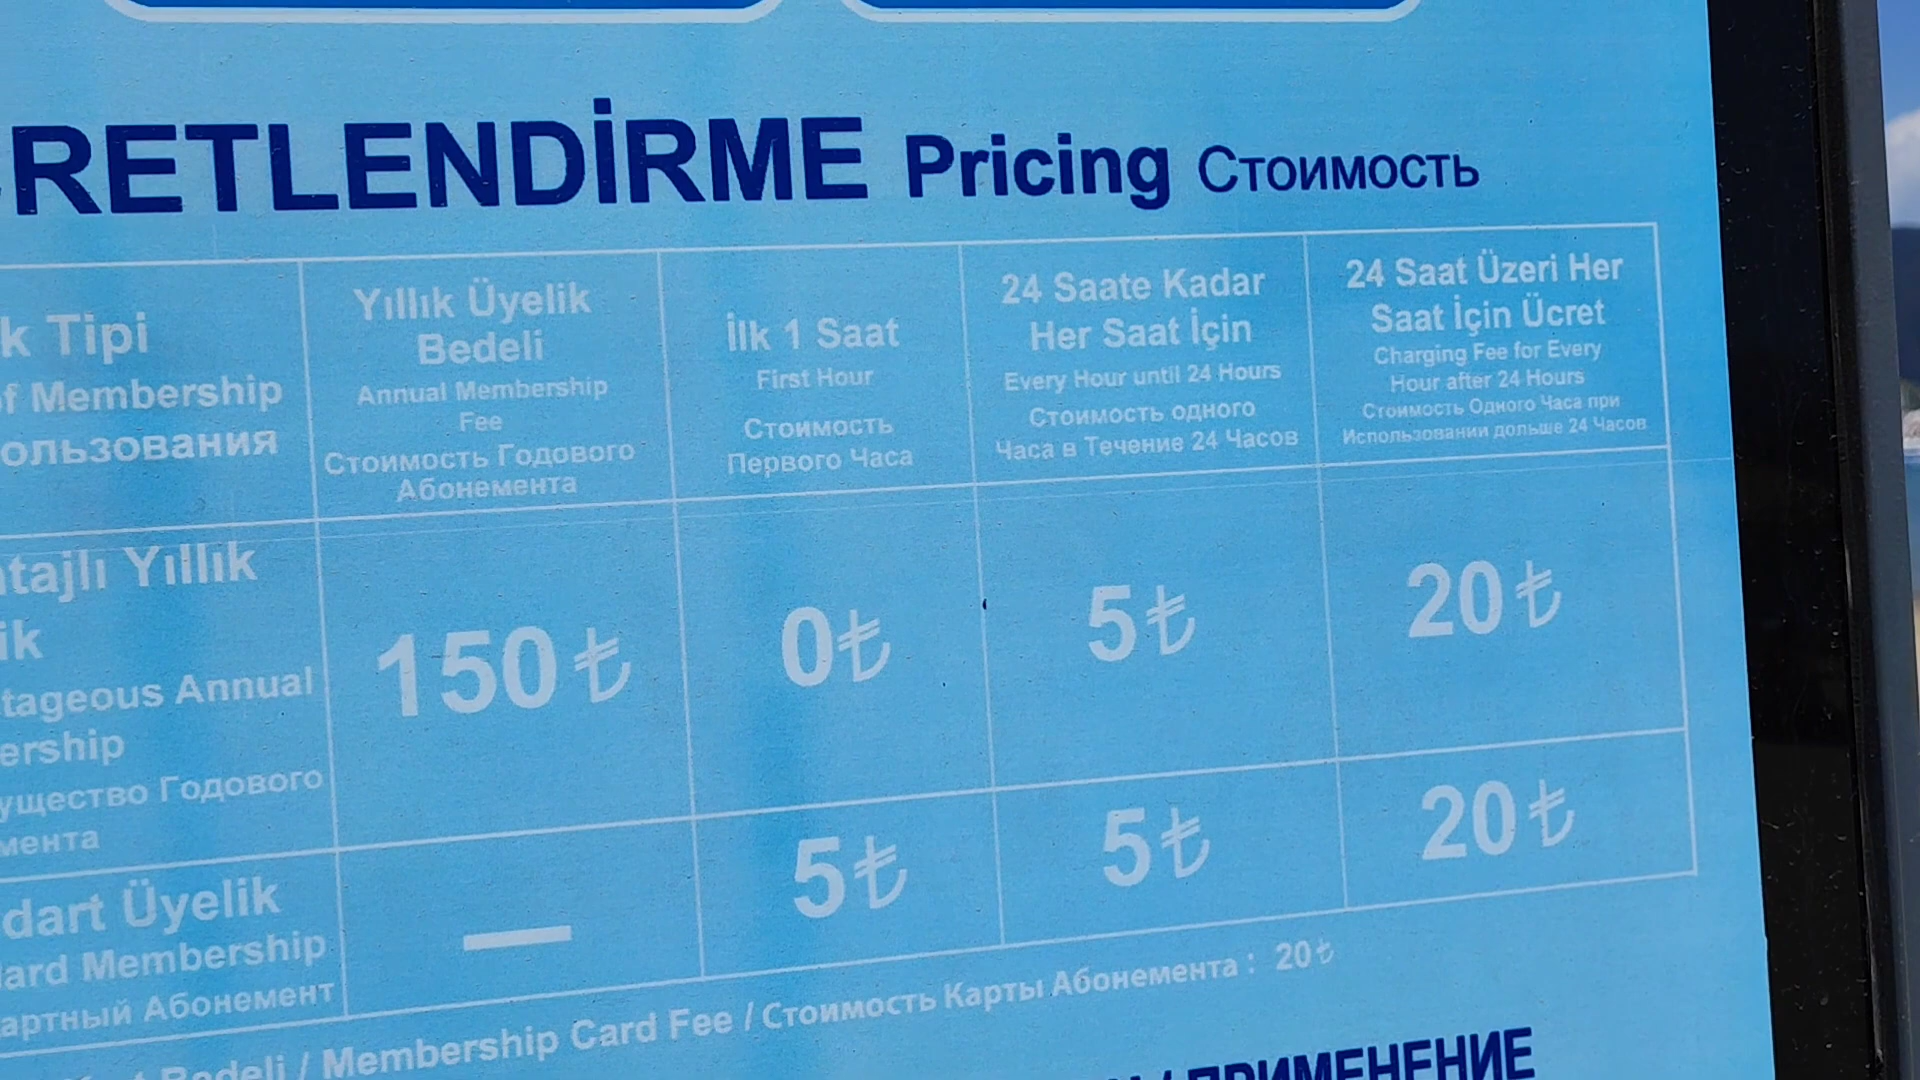 RETLENDİRME Pricing Стоимость
k Tipi
of Membership
ользования
Yıllık Üyelik
Bedeli
Annual Membership
Fee
Стоимость Годового
Абонемента
İlk 1 Saat
First Hour
Стоимость
Первого Часа
24 Saate Kadar
Her Saat İçin
Every Hour until 24 Hours
Стоимость одного
Часа в Течение 24 Часов
24 Saat Üzeri Her
Saat İçin Ücret
Charging Fee for Every
Hour after 24 Hours
Стоимость Одного Часа при
Использовании дольше 24 Часов
tajlı Yıllık
ik
tageous Annual
ership
ущество Годового
мента
150₺
0₺
5₺
20₺
dart Üyelik
ard Membership
артный Абонемент
—
5₺
5₺
20₺
Bedeli / Membership Card Fee / Стоимость Карты Абонемента : 20₺
/ ПРИМЕНЕНИЕ